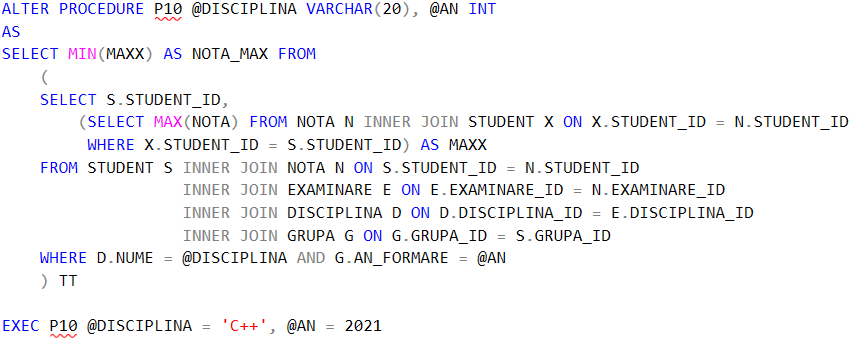 ALTER PROCEDURE P10 @DISCIPLINA VARCHAR(20), @AN INT
AS
SELECT MIN(MAXX) AS NOTA_MAX FROM
(
SELECT S.STUDENT_ID,
(SELECT MAX(NOTA) FROM NOTA N INNER JOIN STUDENT X ON X.STUDENT_ID = N.STUDENT_ID
WHERE X.STUDENT_ID = S.STUDENT_ID) AS MAXX
FROM STUDENT S INNER JOIN NOTA N ON S.STUDENT_ID = N.STUDENT_ID
INNER JOIN EXAMINARE E ON E.EXAMINARE_ID = N.EXAMINARE_ID
INNER JOIN DISCIPLINA D ON D.DISCIPLINA_ID = E.DISCIPLINA_ID
INNER JOIN GRUPA G ON G.GRUPA_ID = S.GRUPA_ID
WHERE D.NUME = @DISCIPLINA AND G.AN_FORMARE = @AN
) TT
EXEC P10 @DISCIPLINA = 'C++', @AN = 2021